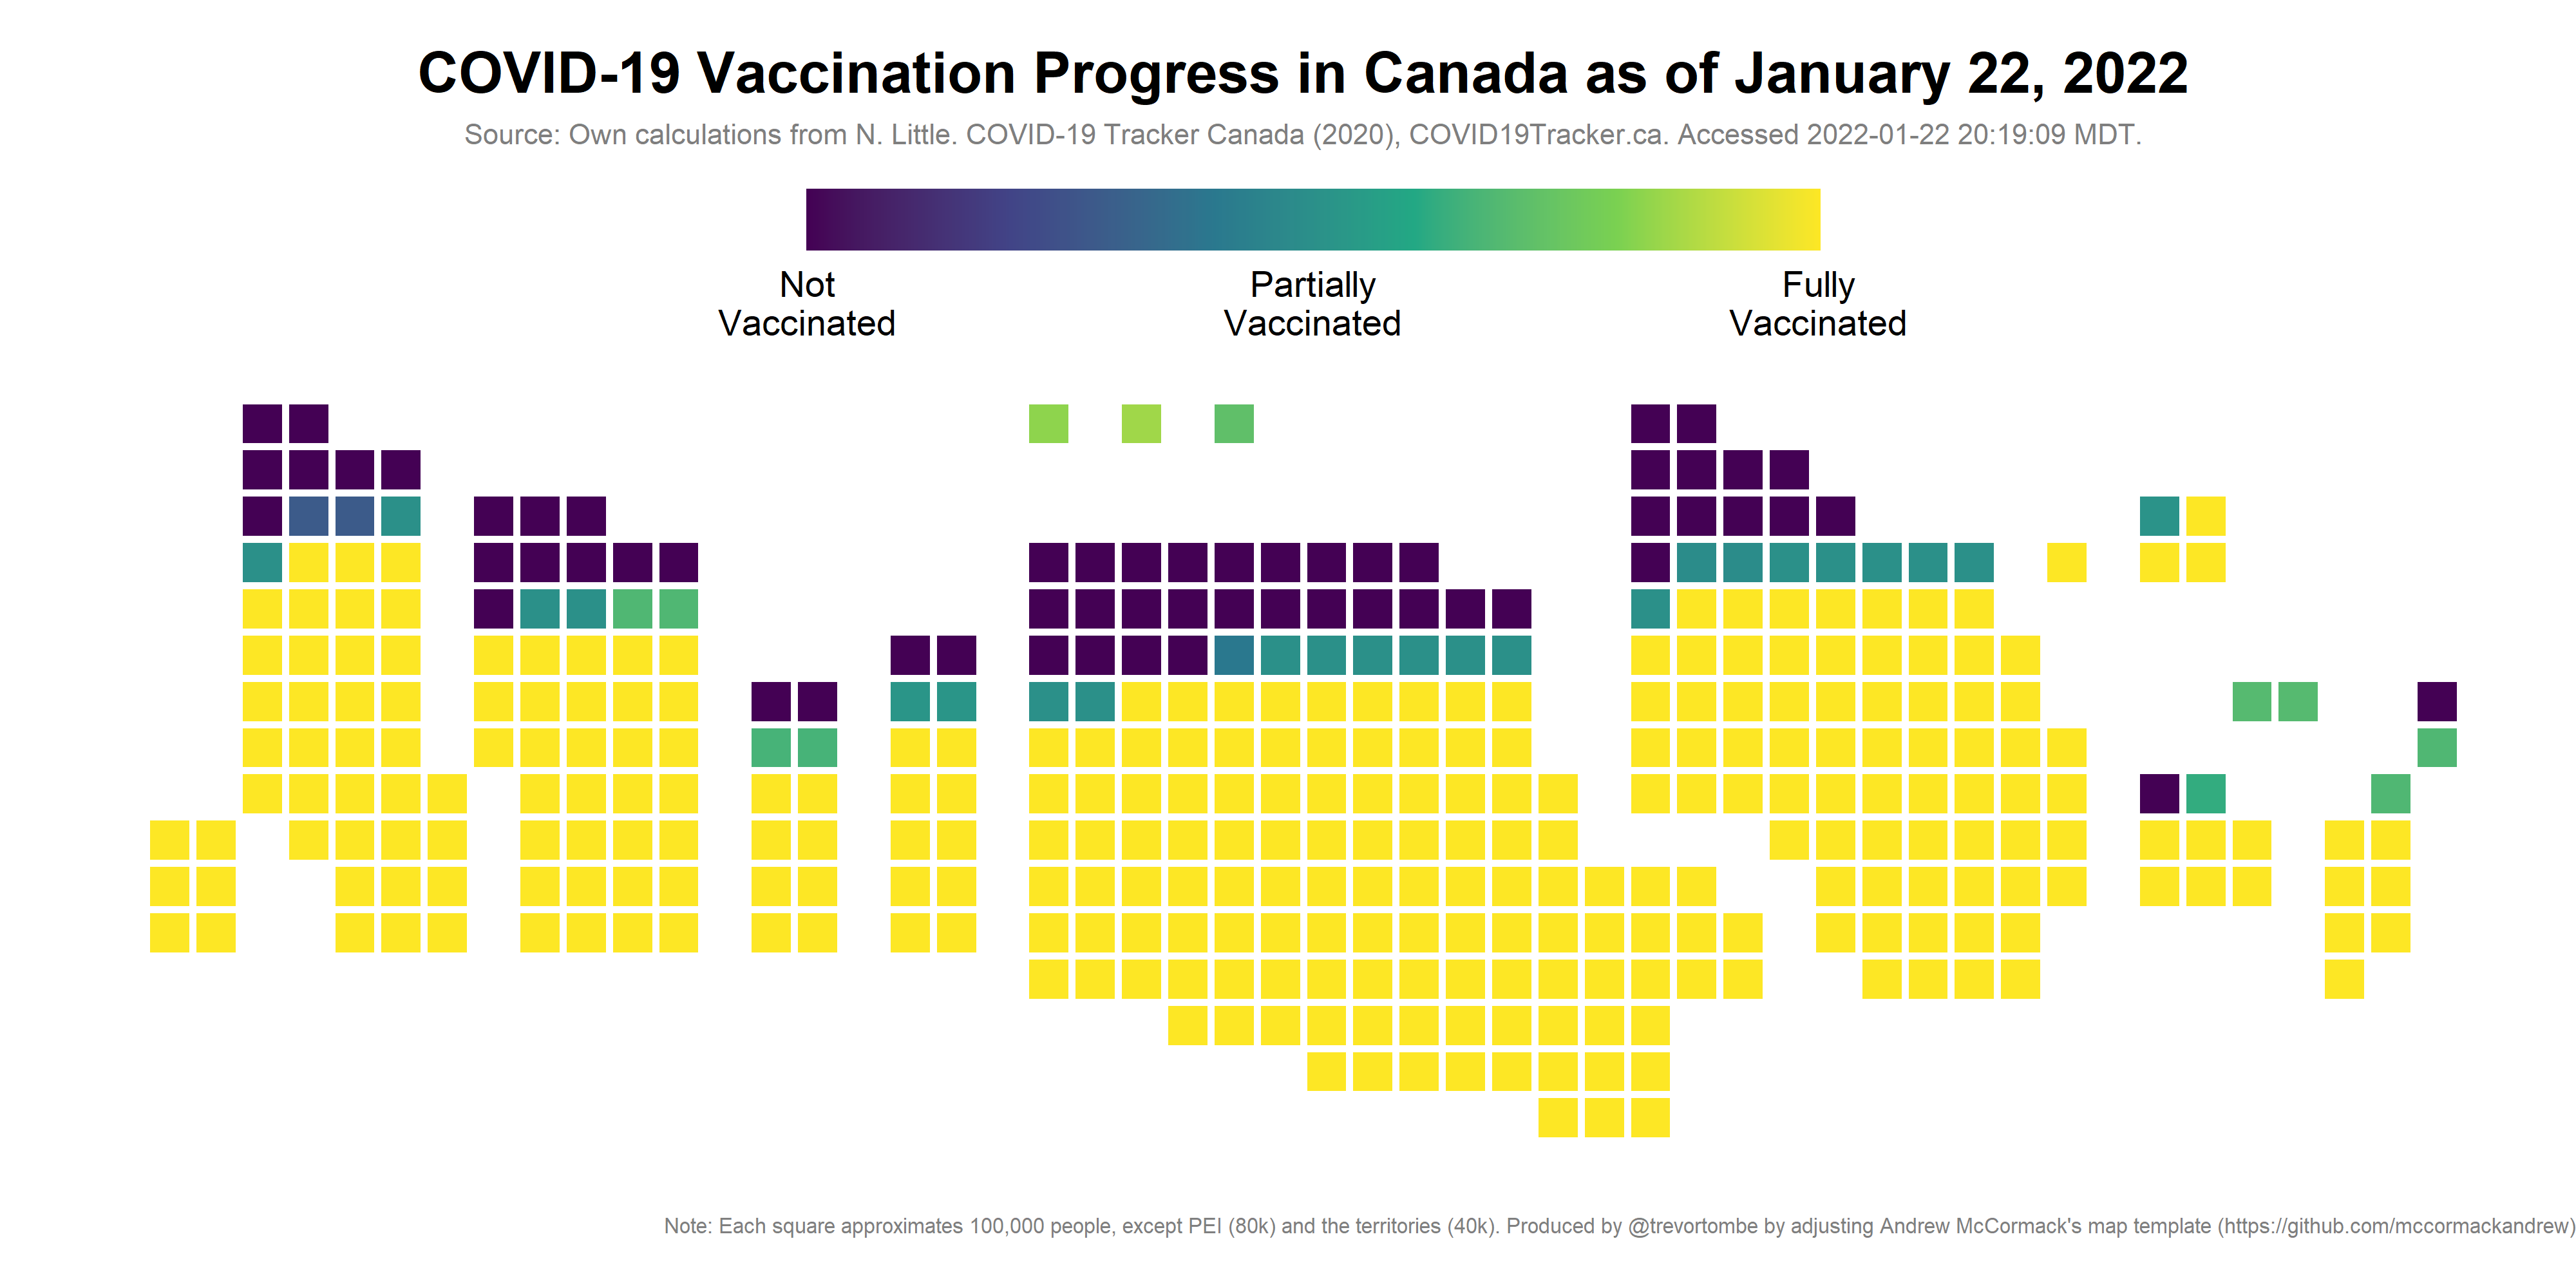 COVID-19 Vaccination Progress in Canada as of January 22, 2022
Source: Own calculations from N. Little. COVID-19 Tracker Canada (2020), COVID19Tracker.ca. Accessed 2022-01-22 20:19:09 MDT.
Not Vaccinated
Partially Vaccinated
Fully Vaccinated
Note: Each square approximates 100,000 people, except PEI (80k) and the territories (40k). Produced by @trevortombe by adjusting Andrew McCormack's map template (https://github.com/mccormackandrew)